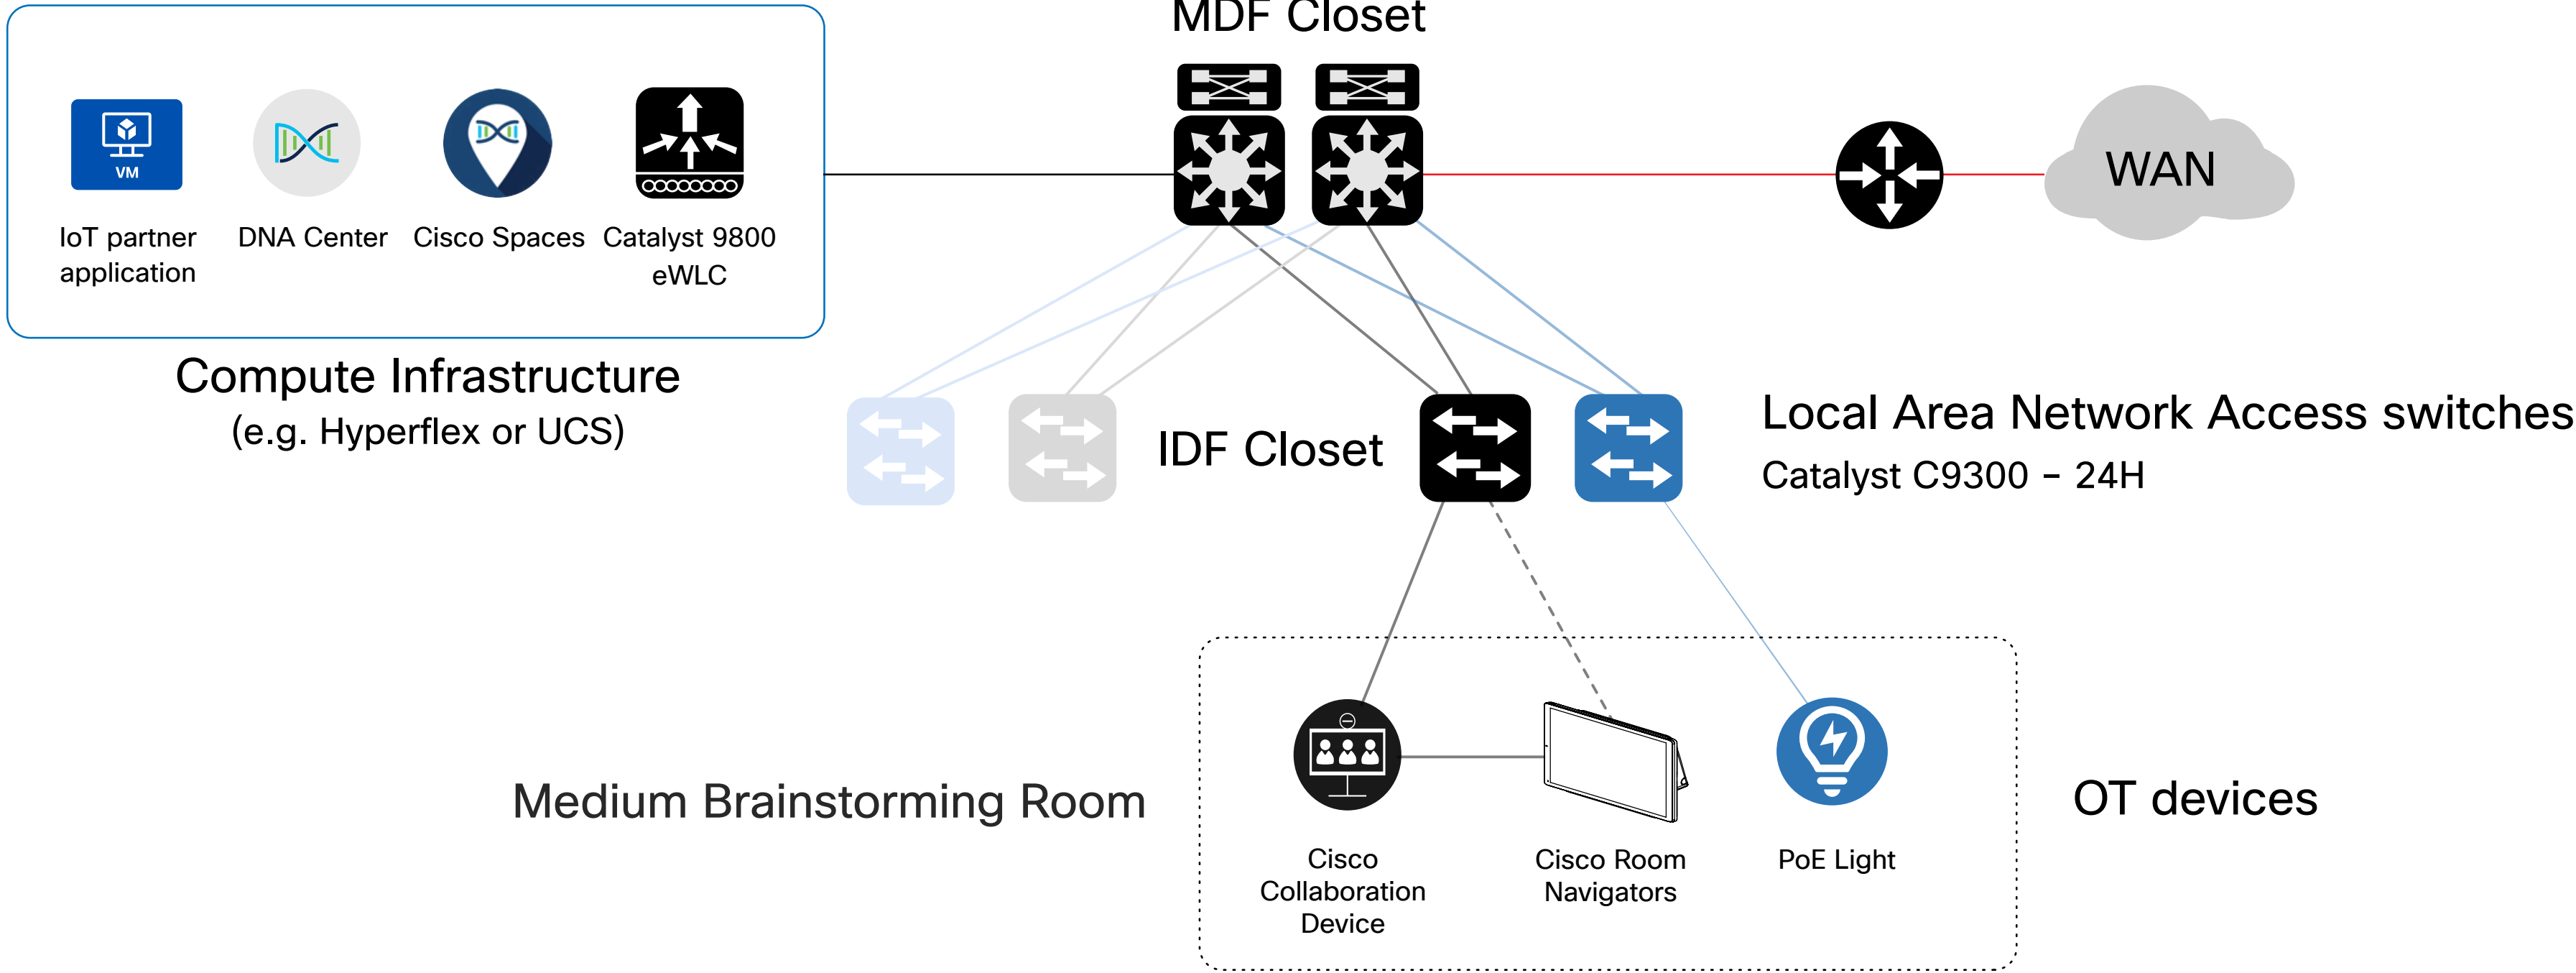 MDF Closet
VM
WAN
IoT partner
application
DNA Center
Cisco Spaces
Catalyst 9800
eWLC
Compute Infrastructure
(e.g. Hyperflex or UCS)
IDF Closet
Local Area Network Access switches
Catalyst C9300 – 24H
Medium Brainstorming Room
OT devices
Cisco
Collaboration
Device
Cisco Room
Navigators
PoE Light